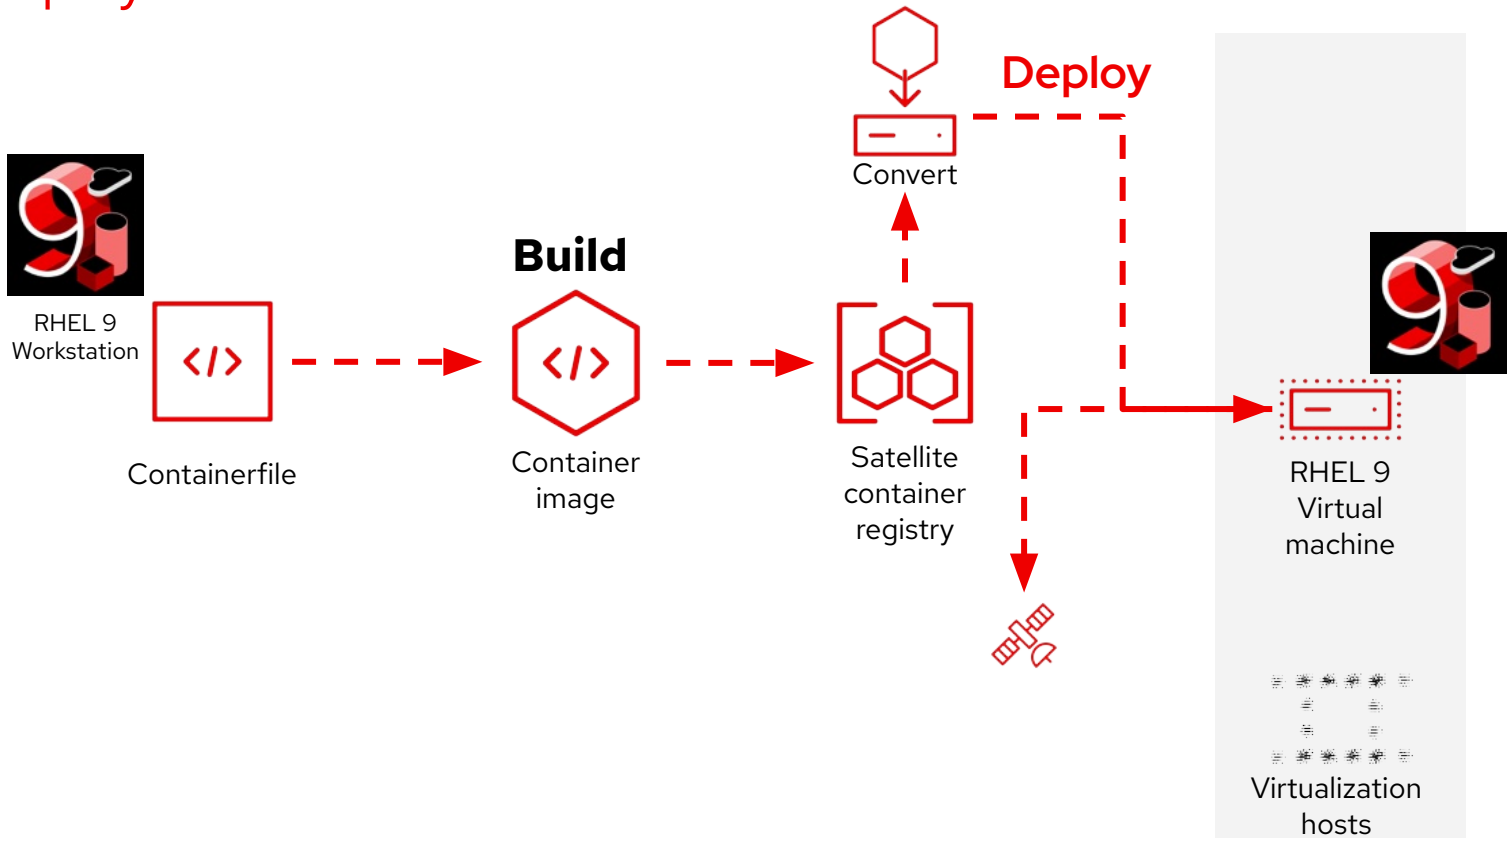 Deploy
Convert
Build
RHEL 9
Workstation
</>
</>
Containerfile
Container
image
Satellite
container
registry
RHEL 9
Virtual
machine
Virtualization
hosts